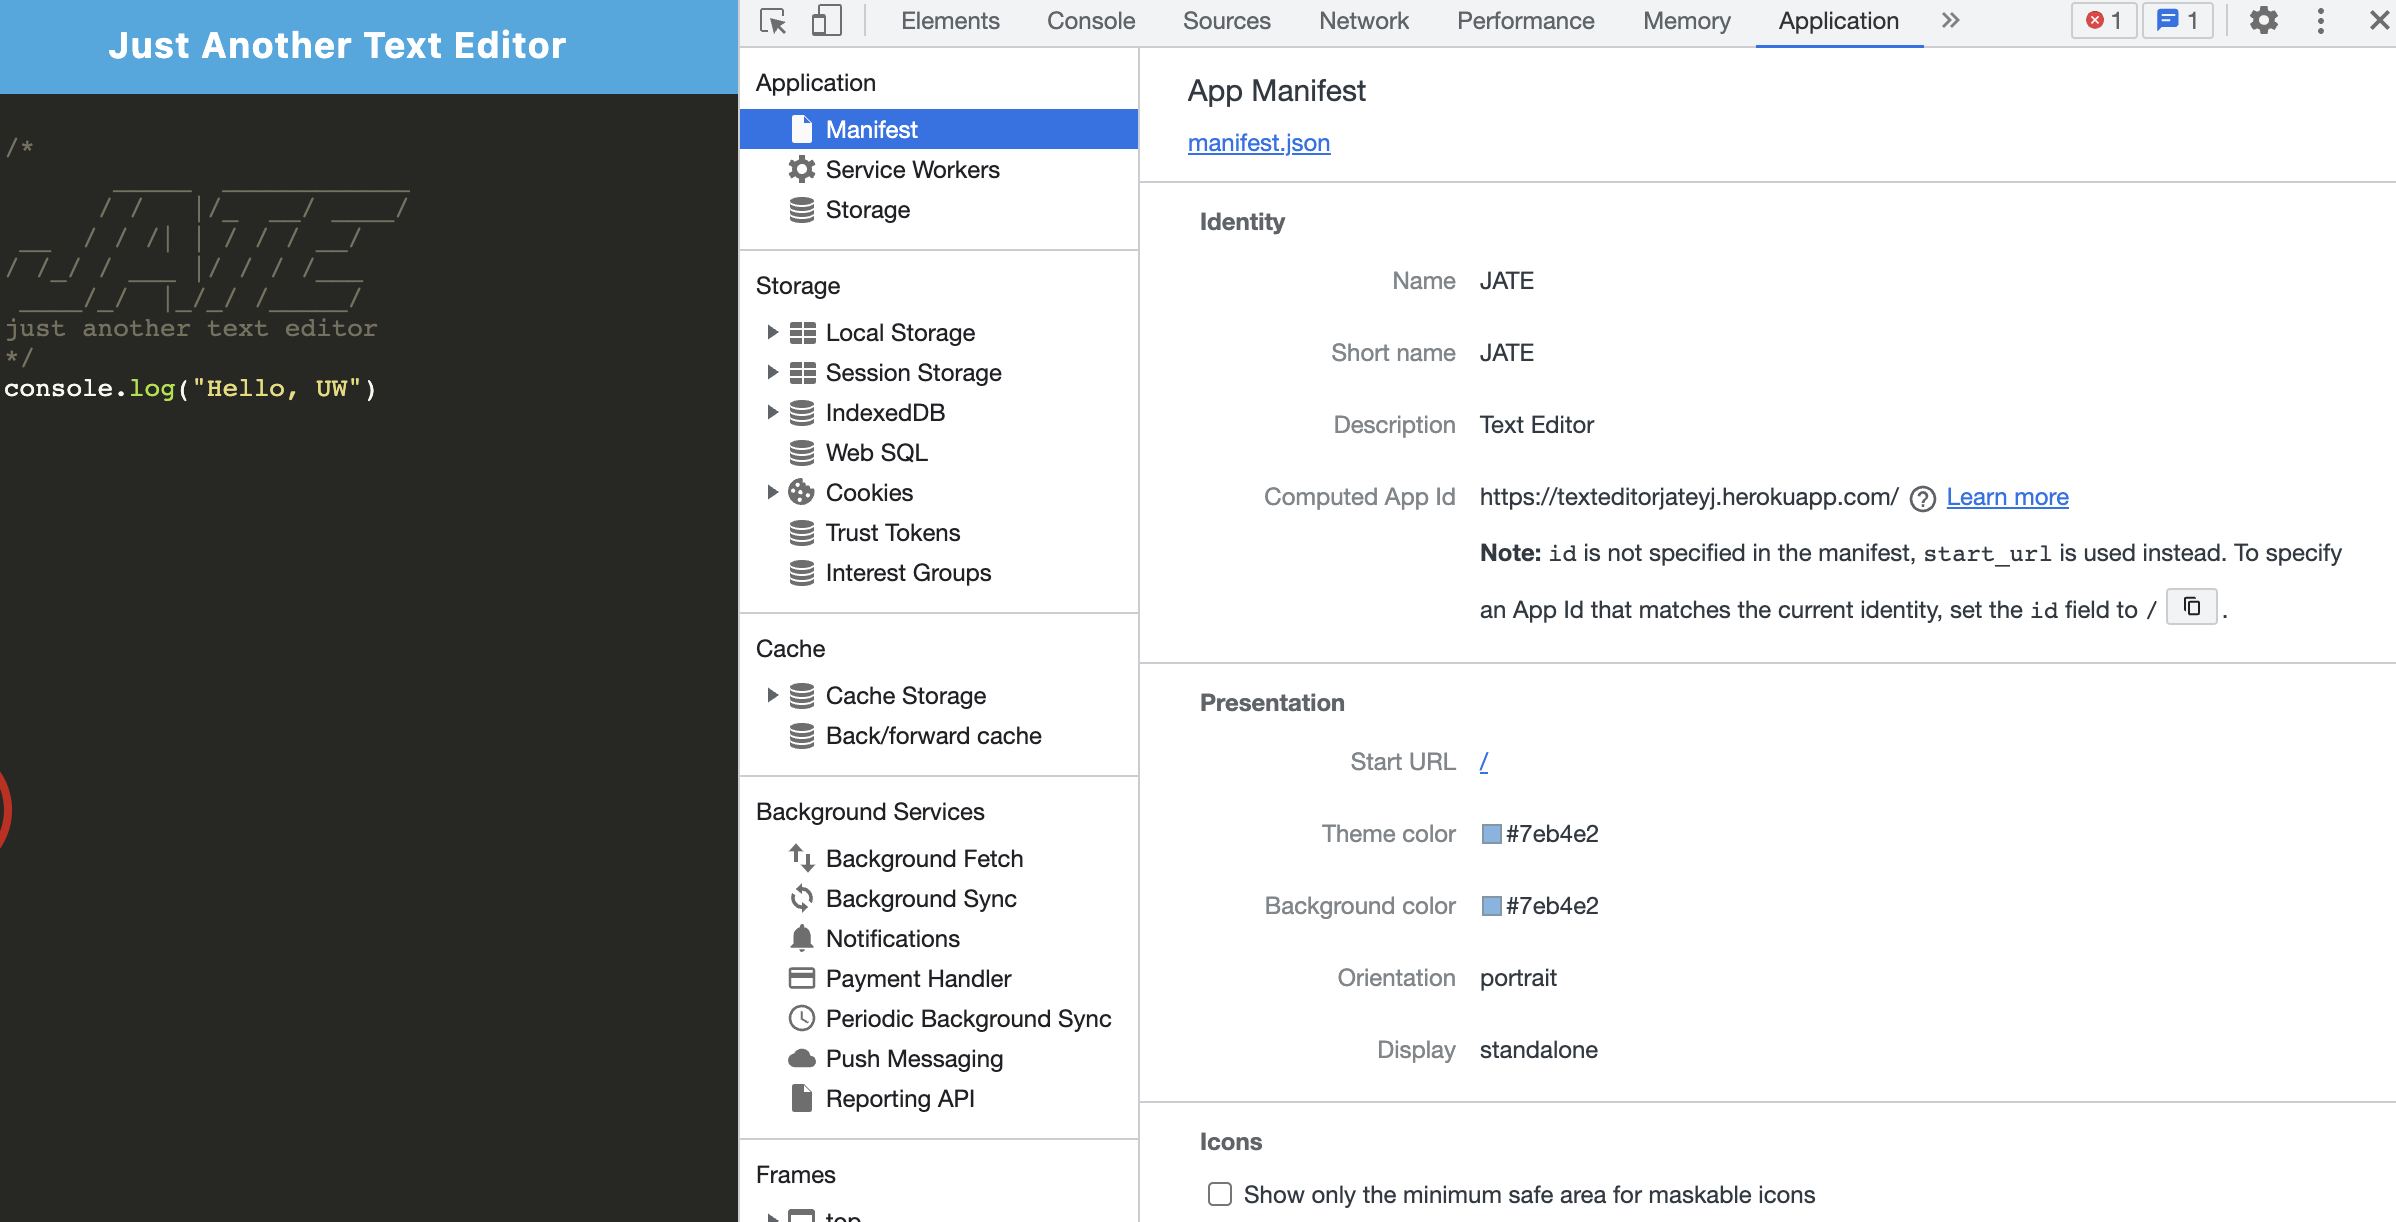 Just Another Text Editor
/*
just another text editor
*/
console.log("Hello, UW")
Elements Console Sources Network Performance Memory Application 1 1
Application
Manifest
Service Workers
Storage
Storage
Local Storage
Session Storage
IndexedDB
Web SQL
Cookies
Trust Tokens
Interest Groups
Cache
Cache Storage
Back/forward cache
Background Services
Background Fetch
Background Sync
Notifications
Payment Handler
Periodic Background Sync
Push Messaging
Reporting API
Frames
top
App Manifest
manifest.json
Identity
Name JATE
Short name JATE
Description Text Editor
Computed App Id https://texteditorjateyj.herokuapp.com/ Learn more
Note: id is not specified in the manifest, start_url is used instead. To specify
an App Id that matches the current identity, set the id field to / .
Presentation
Start URL /
Theme color #7eb4e2
Background color #7eb4e2
Orientation portrait
Display standalone
Icons
Show only the minimum safe area for maskable icons